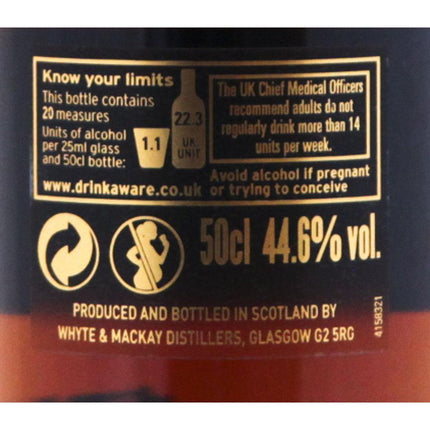 Know your limits
This bottle contains
20 measures
Units of alcohol
per 25ml glass
and 50cl bottle:
1.1
22.3
UK
UNIT
www.drinkaware.co.uk
The UK Chief Medical Officers
recommend adults do not
regularly drink more than 14
units per week.
Avoid alcohol if pregnant
or trying to conceive
50cl 44.6% vol.
PRODUCED AND BOTTLED IN SCOTLAND BY
WHYTE & MACKAY DISTILLERS, GLASGOW G2 5RG
4158321